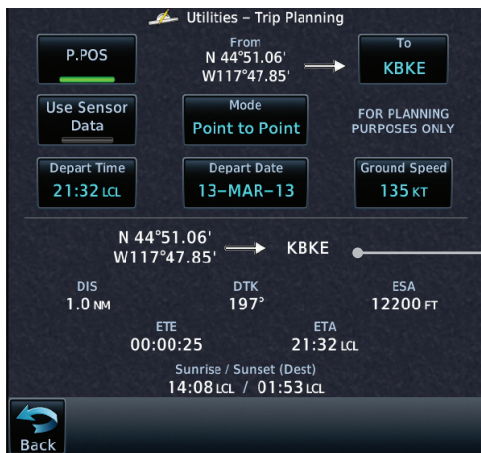 Utilities – Trip Planning
P.POS
From
N 44°51.06'
W117°47.85'
To
KBKE
Use Sensor
Data
Mode
Point to Point
FOR PLANNING
PURPOSES ONLY
Depart Time
21:32 LCL
Depart Date
13–MAR–13
Ground Speed
135 KT
N 44°51.06'
W117°47.85'
KBKE
DIS
1.0 NM
DTK
197°
ESA
12200 FT
ETE
00:00:25
ETA
21:32 LCL
Sunrise / Sunset (Dest)
14:08 LCL / 01:53 LCL
Back